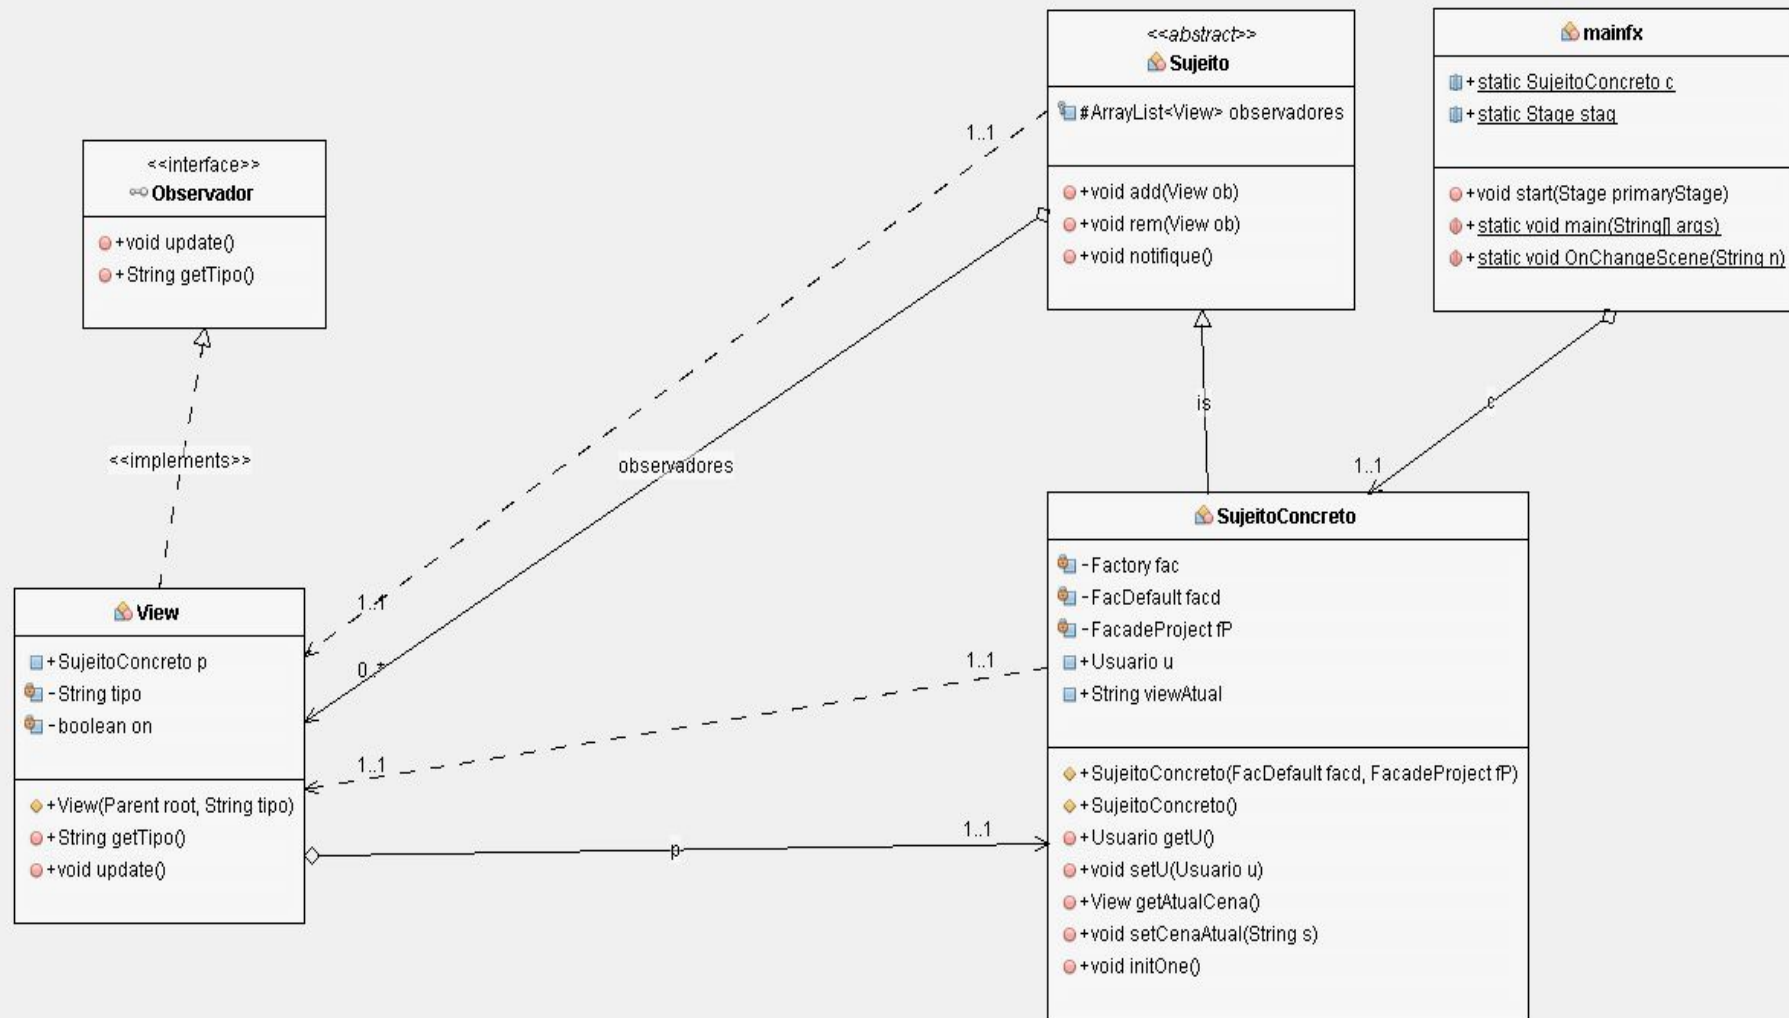 <<interface>>
Observador
+void update()
+String getTipo()
<<implements>>
View
+SujeitoConcreto p
-String tipo
-boolean on
+View(Parent root, String tipo)
+String getTipo()
+void update()
<<abstract>>
Sujeito
#ArrayList<View> observadores
+void add(View ob)
+void rem(View ob)
+void notifique()
mainfx
+static SujeitoConcreto c
+static Stage stag
+void start(Stage primaryStage)
+static void main(String[] args)
+static void OnChangeScene(String n)
1..1
1..1
observadores
0..*
is
c
1..1
1..1
1..1
p
1..1
SujeitoConcreto
-Factory fac
-FacDefault facd
-FacadeProject fP
+Usuario u
+String viewAtual
+SujeitoConcreto(FacDefault facd, FacadeProject fP)
+SujeitoConcreto()
+Usuario getU()
+void setU(Usuario u)
+View getAtualCena()
+void setCenaAtual(String s)
+void initOne()